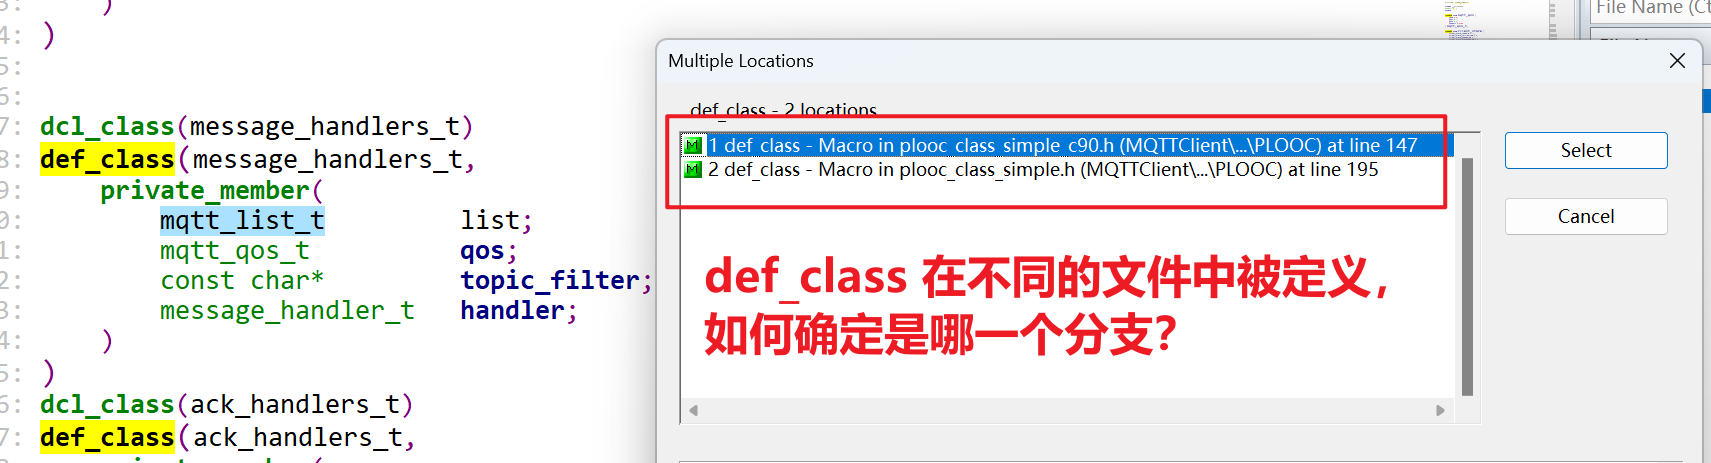 3: )
4: )
5:
6:
7: dcl_class(message_handlers_t)
8: def_class(message_handlers_t,
9: private_member(
0: mqtt_list_t list;
1: mqtt_qos_t qos;
2: const char* topic_filter;
3: message_handler_t handler;
4: )
5: )
6: dcl_class(ack_handlers_t)
7: def_class(ack_handlers_t,
File Name (Ct
Multiple Locations
def_class - 2 locations
1 def_class - Macro in plooc_class_simple_c90.h (MQTTClient\...\PLOOC) at line 147
2 def_class - Macro in plooc_class_simple.h (MQTTClient\...\PLOOC) at line 195
Select
Cancel
def_class 在不同的文件中被定义，
如何确定是哪一个分支？